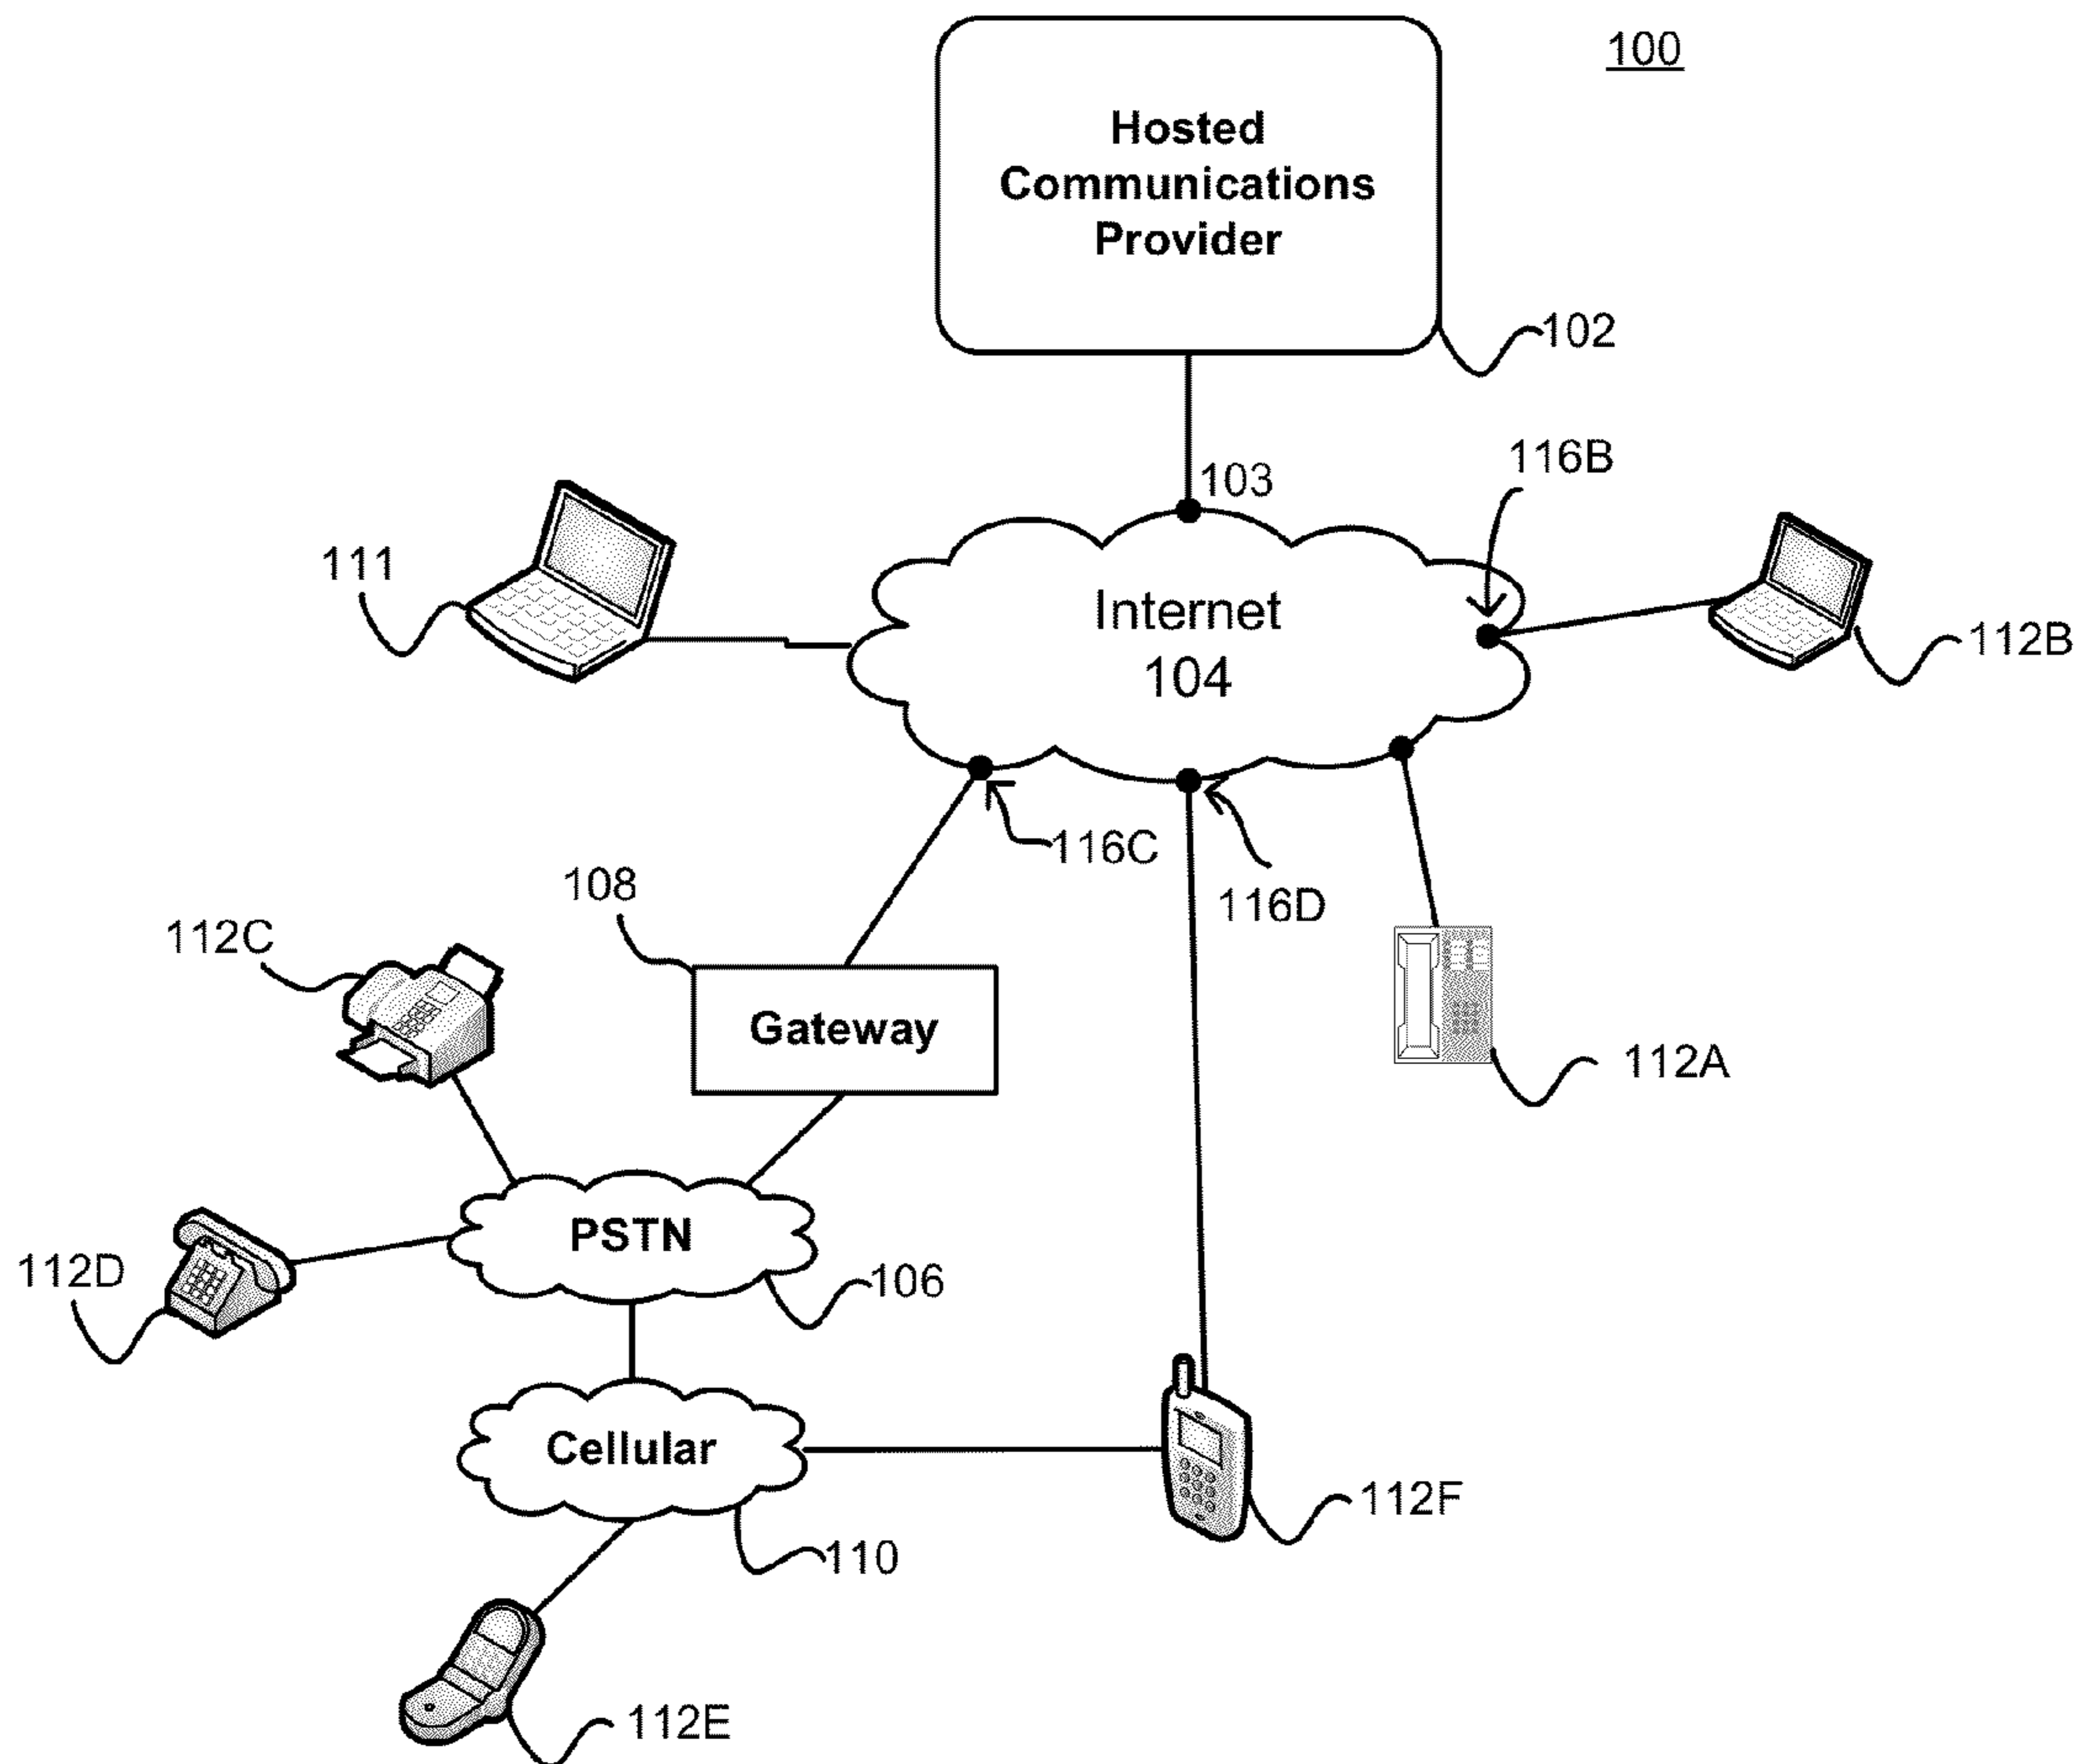 100
Hosted
Communications
Provider
102
103
116B
111
Internet
104
112B
116C
108
116D
112C
Gateway
112A
PSTN
112D
106
Cellular
112F
110
112E